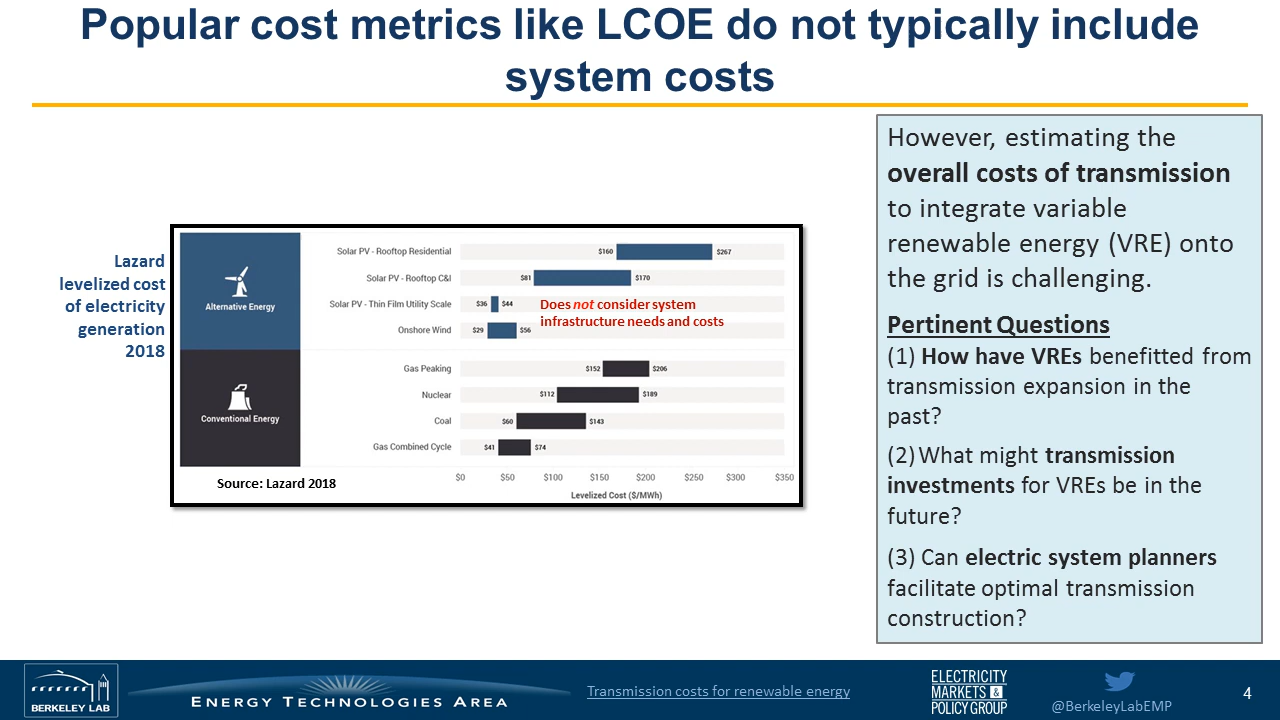 Popular cost metrics like LCOE do not typically include
system costs
Lazard
levelized cost
of electricity
generation
2018
Alternative Energy
Solar PV - Rooftop Residential $160 $267
Solar PV - Rooftop C&I $81 $170
Solar PV - Thin Film Utility Scale $36 $44
Onshore Wind $29 $56
Does not consider system
infrastructure needs and costs
Conventional Energy
Gas Peaking $152 $206
Nuclear $112 $189
Coal $60 $143
Gas Combined Cycle $41 $74
$0 $50 $100 $150 $200 $250 $300 $350
Levelized Cost ($/MWh)
Source: Lazard 2018
However, estimating the
overall costs of transmission
to integrate variable
renewable energy (VRE) onto
the grid is challenging.
Pertinent Questions
(1) How have VREs benefitted from
transmission expansion in the
past?
(2) What might transmission
investments for VREs be in the
future?
(3) Can electric system planners
facilitate optimal transmission
construction?
BERKELEY LAB
ENERGY TECHNOLOGIES AREA
Transmission costs for renewable energy
ELECTRICITY
MARKETS &
POLICY GROUP
@BerkeleyLabEMP
4